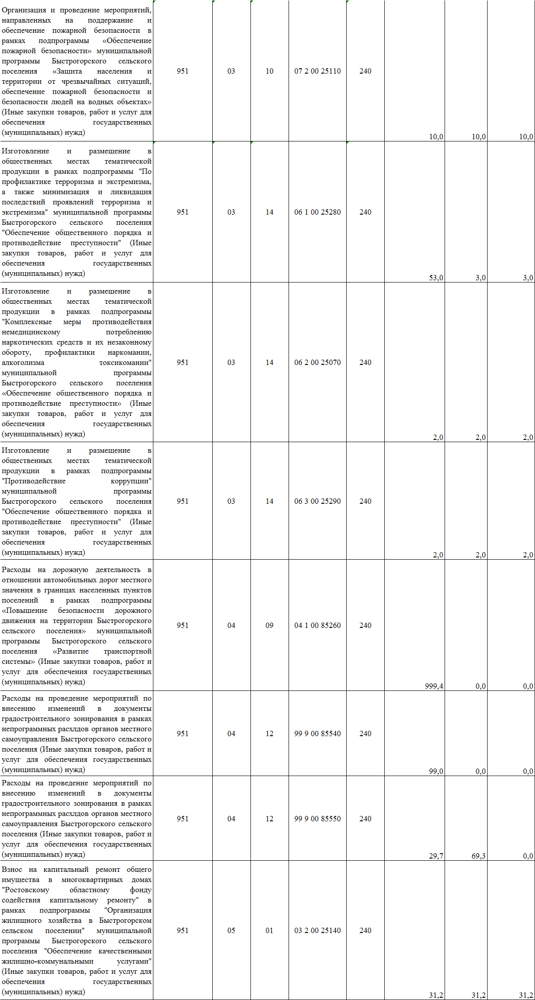 Организация и проведение мероприятий,
направленных на поддержание и
обеспечение пожарной безопасности в
рамках подпрограммы «Обеспечение
пожарной безопасности» муниципальной
программы Быстрогорского сельского
поселения «Защита населения и
территории от чрезвычайных ситуаций,
обеспечение пожарной безопасности и
безопасности людей на водных объектах»
(Иные закупки товаров, работ и услуг для
обеспечения государственных
(муниципальных) нужд)
951 03 10 07 2 00 25110 240
10,0 10,0 10,0
Изготовление и размещение в
общественных местах тематической
продукции в рамках подпрограммы "По
профилактике терроризма и экстремизма,
а также минимизация и ликвидация
последствий проявлений терроризма и
экстремизма" муниципальной программы
Быстрогорского сельского поселения
"Обеспечение общественного порядка и
противодействие преступности" (Иные
закупки товаров, работ и услуг для
обеспечения государственных
(муниципальных) нужд)
951 03 14 06 1 00 25280 240
53,0 3,0 3,0
Изготовление и размещение в
общественных местах тематической
продукции в рамках подпрограммы
"Комплексные меры противодействия
немедицинскому потреблению
наркотических средств и их незаконному
обороту, профилактики наркомании,
алкоголизма токсикомании"
муниципальной программы
Быстрогорского сельского поселения
«Обеспечение общественного порядка и
противодействие преступности» (Иные
закупки товаров, работ и услуг для
обеспечения государственных
(муниципальных) нужд)
951 03 14 06 2 00 25070 240
2,0 2,0 2,0
Изготовление и размещение в
общественных местах тематической
продукции в рамках подпрограммы
"Противодействие коррупции"
муниципальной программы
Быстрогорского сельского поселения
"Обеспечение общественного порядка и
противодействие преступности" (Иные
закупки товаров, работ и услуг для
обеспечения государственных
(муниципальных) нужд)
951 03 14 06 3 00 25290 240
2,0 2,0 2,0
Расходы на дорожную деятельность в
отношении автомобильных дорог местного
значения в границах населенных пунктов
поселений в рамках подпрограммы
«Повышение безопасности дорожного
движения на территории Быстрогорского
сельского поселения» муниципальной
программы Быстрогорского сельского
поселения «Развитие транспортной
системы» (Иные закупки товаров, работ и
услуг для обеспечения государственных
(муниципальных) нужд)
951 04 09 04 1 00 85260 240
999,4 0,0 0,0
Расходы на проведение мероприятий по
внесению изменений в документы
градостроительного зонирования в рамках
непрограммных расхлдов органов местного
самоуправления Быстрогорского сельского
поселения (Иные закупки товаров, работ и
услуг для обеспечения государственных
(муниципальных) нужд)
951 04 12 99 9 00 85540 240
99,0 0,0 0,0
Расходы на проведение мероприятий по
внесению изменений в документы
градостроительного зонирования в рамках
непрограммных расхлдов органов местного
самоуправления Быстрогорского сельского
поселения (Иные закупки товаров, работ и
услуг для обеспечения государственных
(муниципальных) нужд)
951 04 12 99 9 00 85550 240
29,7 69,3 0,0
Взнос на капитальный ремонт общего
имущества в многоквартирных домах
"Ростовскому областному фонду
содействия капитальному ремонту" в
рамках подпрограммы "Организация
жилищного хозяйства в Быстрогорском
сельском поселении" муниципальной
программы Быстрогорского сельского
поселения "Обеспечение качественными
жилищно-коммунальными услугами"
(Иные закупки товаров, работ и услуг для
обеспечения государственных
(муниципальных) нужд)
951 05 01 03 2 00 25140 240
31,2 31,2 31,2